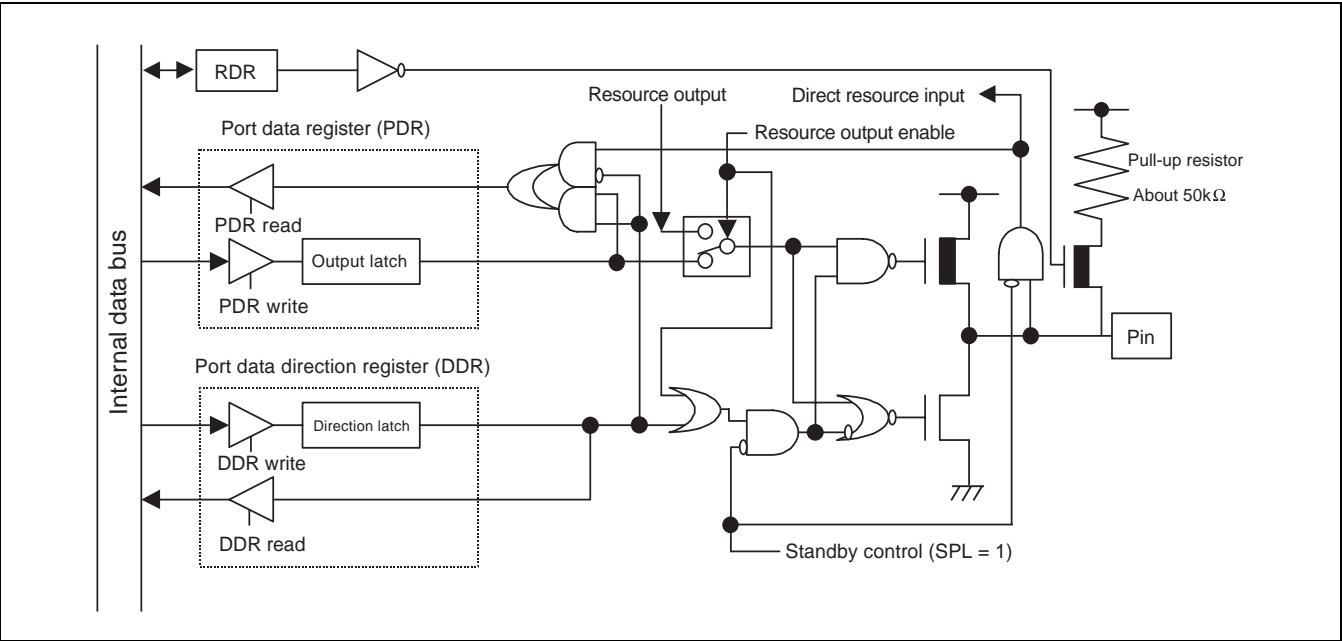 RDR
Resource output
Direct resource input
Port data register (PDR)
Resource output enable
Pull-up resistor
About 50kΩ
PDR read
Output latch
PDR write
Internal data bus
Pin
Port data direction register (DDR)
Direction latch
DDR write
DDR read
Standby control (SPL = 1)